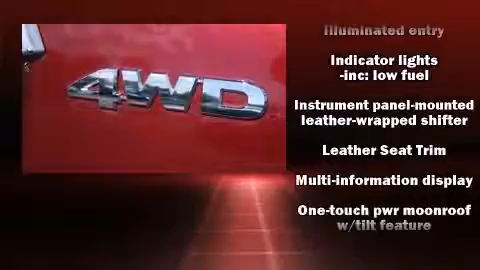 4WD
Illuminated entry
Indicator lights
-inc: low fuel
Instrument panel-mounted
leather-wrapped shifter
Leather Seat Trim
Multi-information display
One-touch pwr moonroof
w/tilt feature